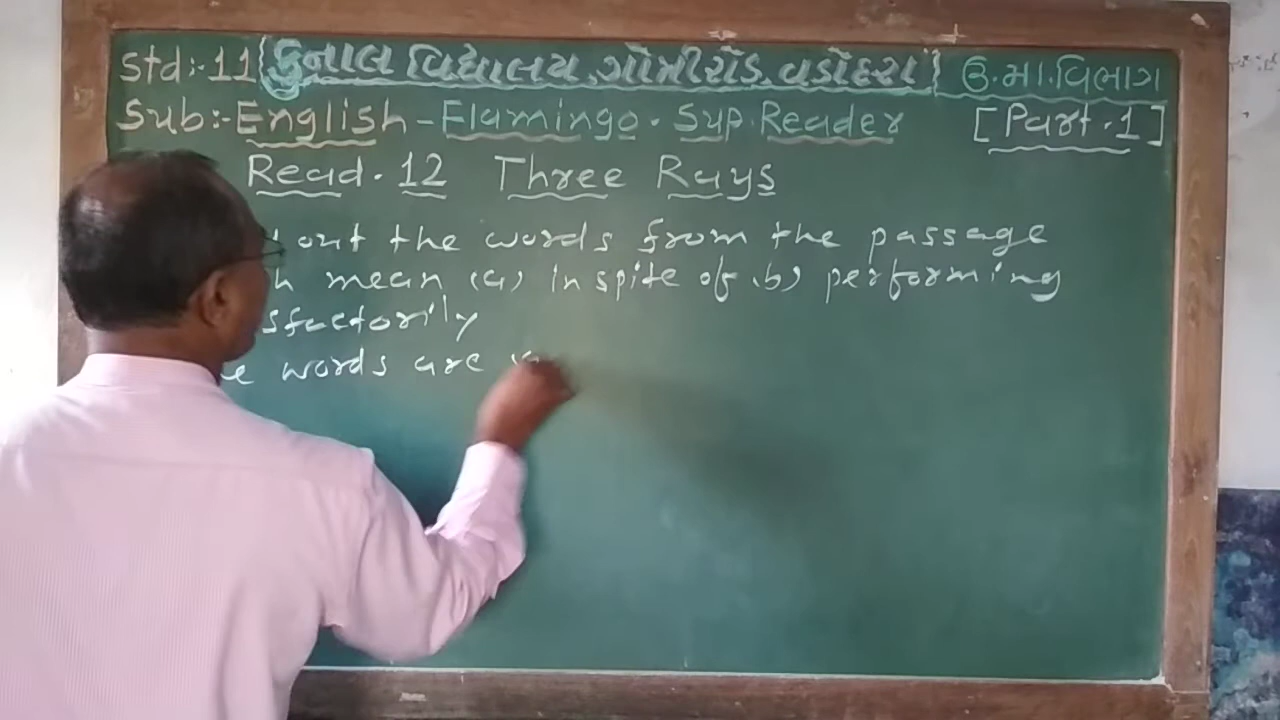 Std:-11 [કુનાલ વિદ્યાલય, ગોત્રીરોડ, વડોદરા] ઉ.મા.વિભાગ
Sub:- English - Flamingo. Sup. Reader [Part.1]
Read. 12 Three Rays
out the words from the passage
mean (a) In spite of (b) performing
sfactorily
words are